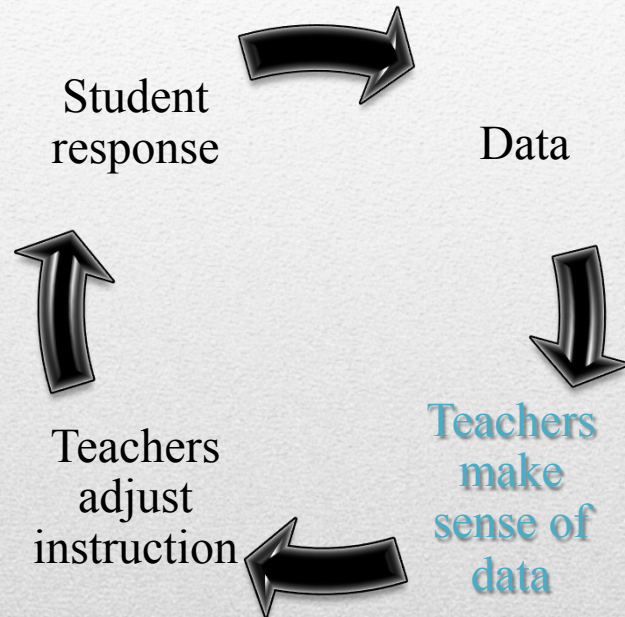 Student
response
Data
Teachers
make
sense of
data
Teachers
adjust
instruction